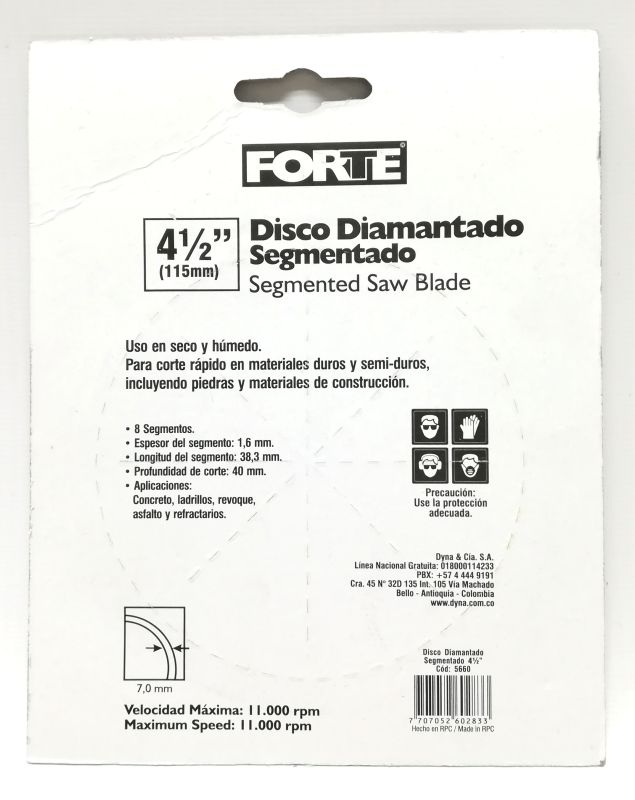 FORTE®
4½"
(115mm)
Disco Diamantado
Segmentado
Segmented Saw Blade
Uso en seco y húmedo.
Para corte rápido en materiales duros y semi-duros,
incluyendo piedras y materiales de construcción.
• 8 Segmentos.
• Espesor del segmento: 1,6 mm.
• Longitud del segmento: 38,3 mm.
• Profundidad de corte: 40 mm.
• Aplicaciones:
Concreto, ladrillos, revoque,
asfalto y refractarios.
Precaución:
Use la protección
adecuada.
Dyna & Cía. S.A.
Línea Nacional Gratuita: 018000114233
PBX: +57 4 444 9191
Cra. 45 N° 32D 135 Int. 105 Vía Machado
Bello - Antioquia - Colombia
www.dyna.com.co
7,0 mm
Velocidad Máxima: 11.000 rpm
Maximum Speed: 11.000 rpm
Disco Diamantado
Segmentado 4½"
Cód: 5660
7 707052 602833
Hecho en RPC / Made in RPC